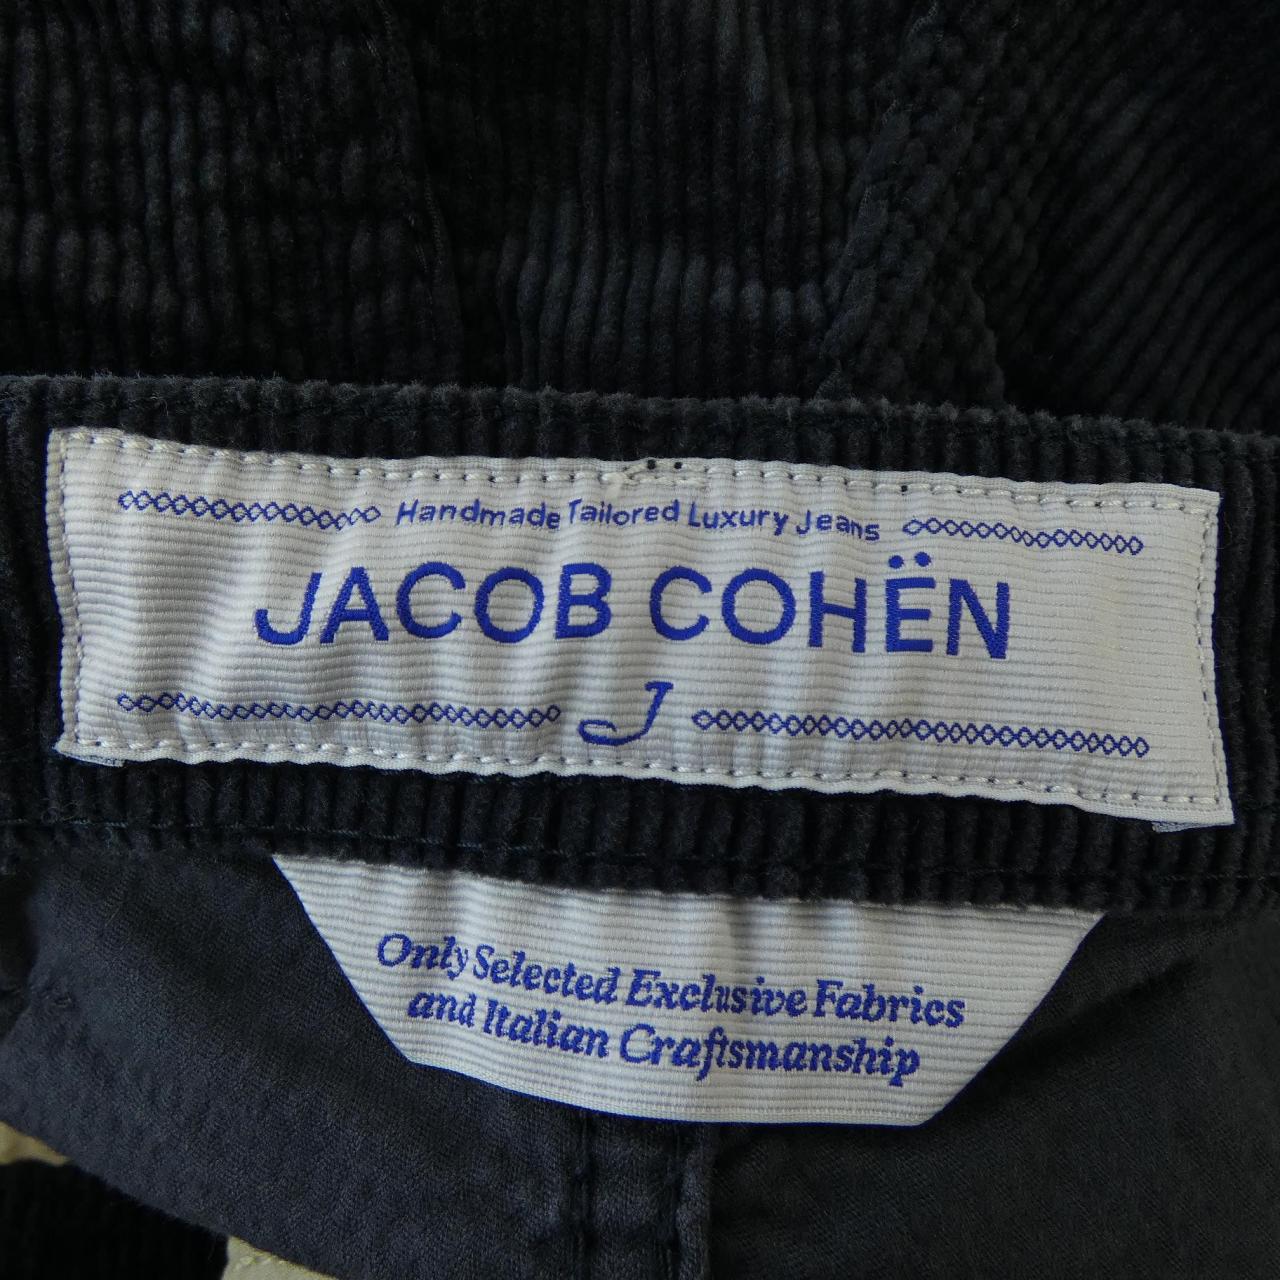 Handmade Tailored Luxury Jeans
JACOB COHËN
J
Only Selected Exclusive Fabrics
and Italian Craftsmanship